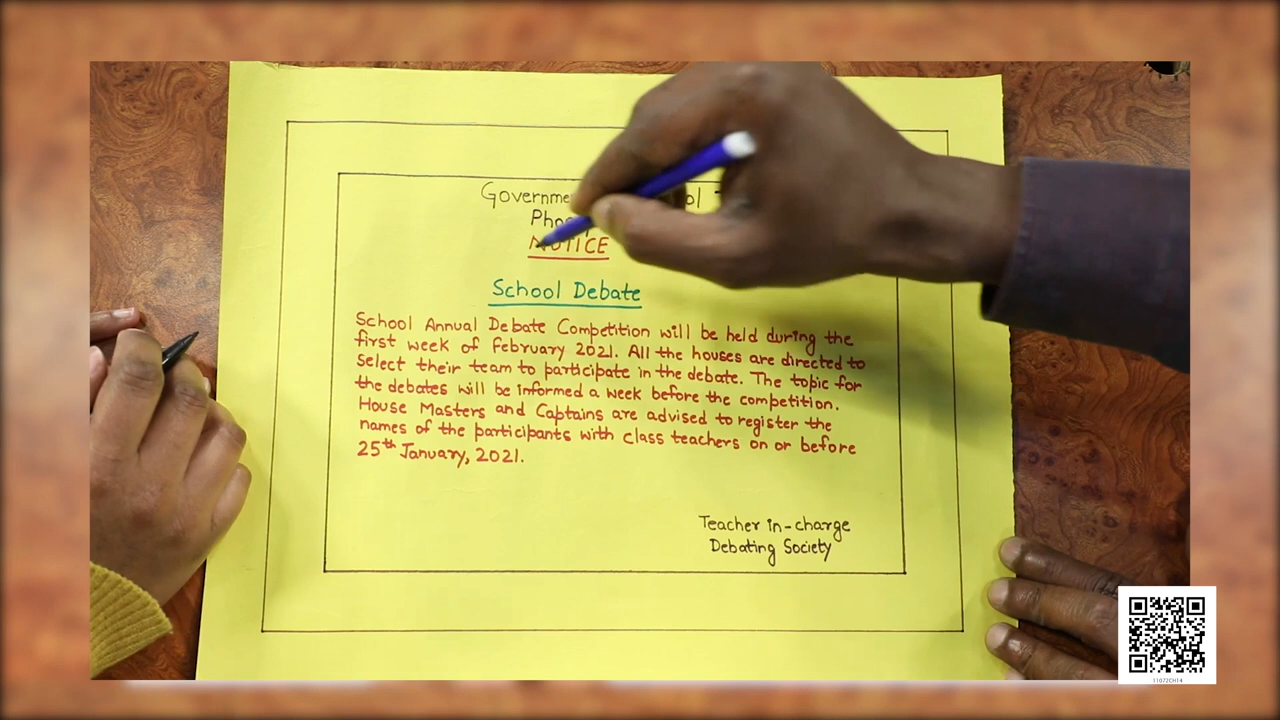 NOTICE
School Debate
School Annual Debate Competition will be held during the
first week of February 2021. All the houses are directed to
select their team to participate in the debate. The topic for
the debates will be informed a week before the competition.
House Masters and Captains are advised to register the
names of the participants with class teachers on or before
25th January, 2021.
Teacher in-charge
Debating Society
11072CH14